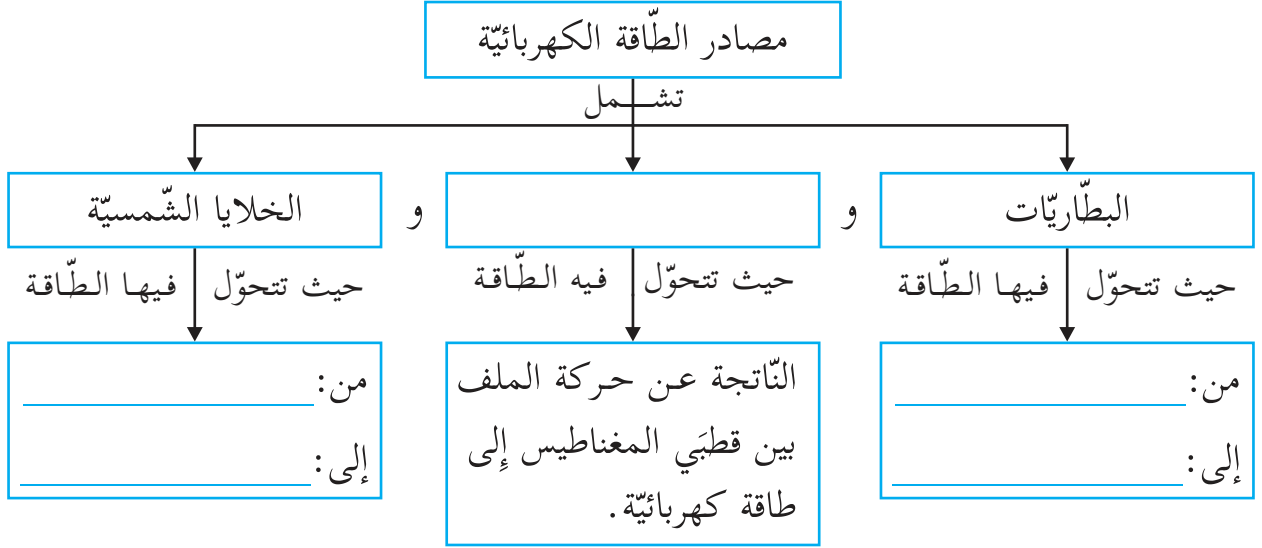 مصادر الطّاقة الكهربائيّة
تشمل
البطّاريّات
و
و
الخلايا الشّمسيّة
حيث تتحوّل فيها الطّاقة
حيث تتحوّل فيه الطّاقة
حيث تتحوّل فيها الطّاقة
من:
إلى:
النّاتجة عن حركة الملف
بين قطبَي المغناطيس إِلى
طاقة كهربائيّة.
من:
إلى: